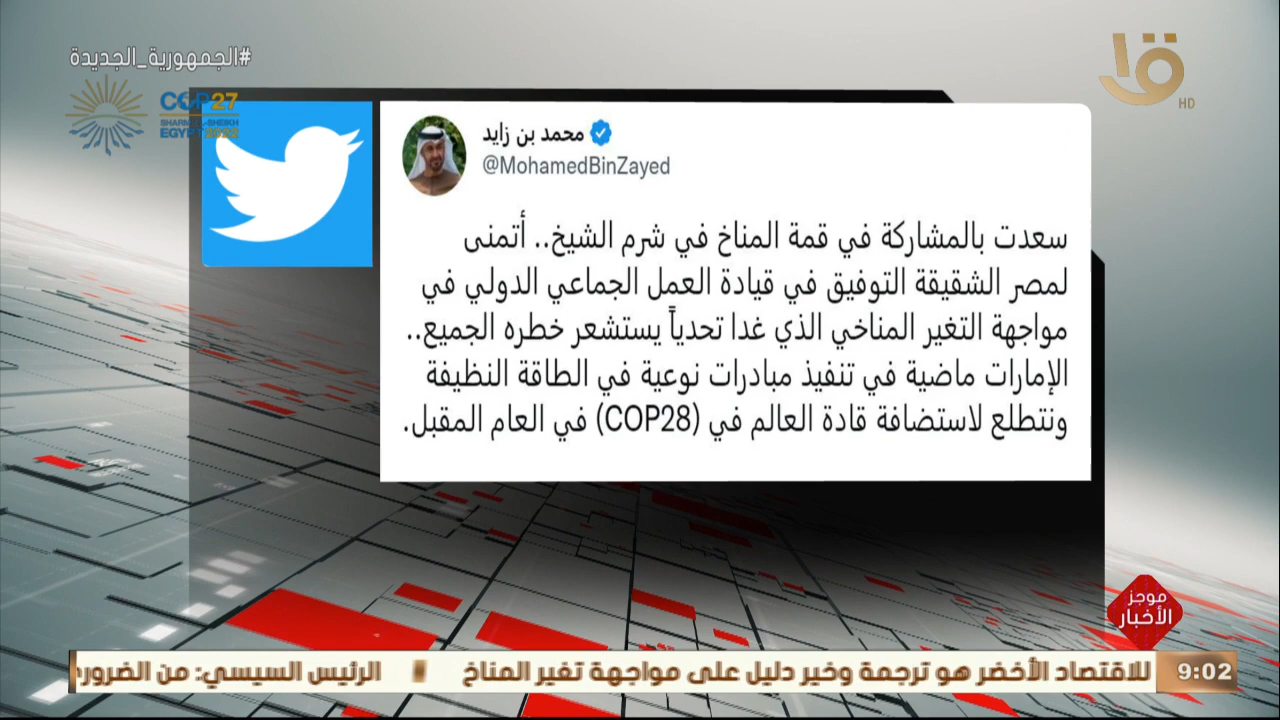 #الجمهورية_الجديدة
COP27
SHARM EL-SHEIKH
EGYPT 2022
HD
محمد بن زايد
@MohamedBinZayed
سعدت بالمشاركة في قمة المناخ في شرم الشيخ.. أتمنى
لمصر الشقيقة التوفيق في قيادة العمل الجماعي الدولي في
مواجهة التغير المناخي الذي غدا تحدياً يستشعر خطره الجميع..
الإمارات ماضية في تنفيذ مبادرات نوعية في الطاقة النظيفة
ونتطلع لاستضافة قادة العالم في (COP28) في العام المقبل.
موجز
الأخبار
9:02
للاقتصاد الأخضر هو ترجمة وخير دليل على مواجهة تغير المناخ
الرئيس السيسي: من